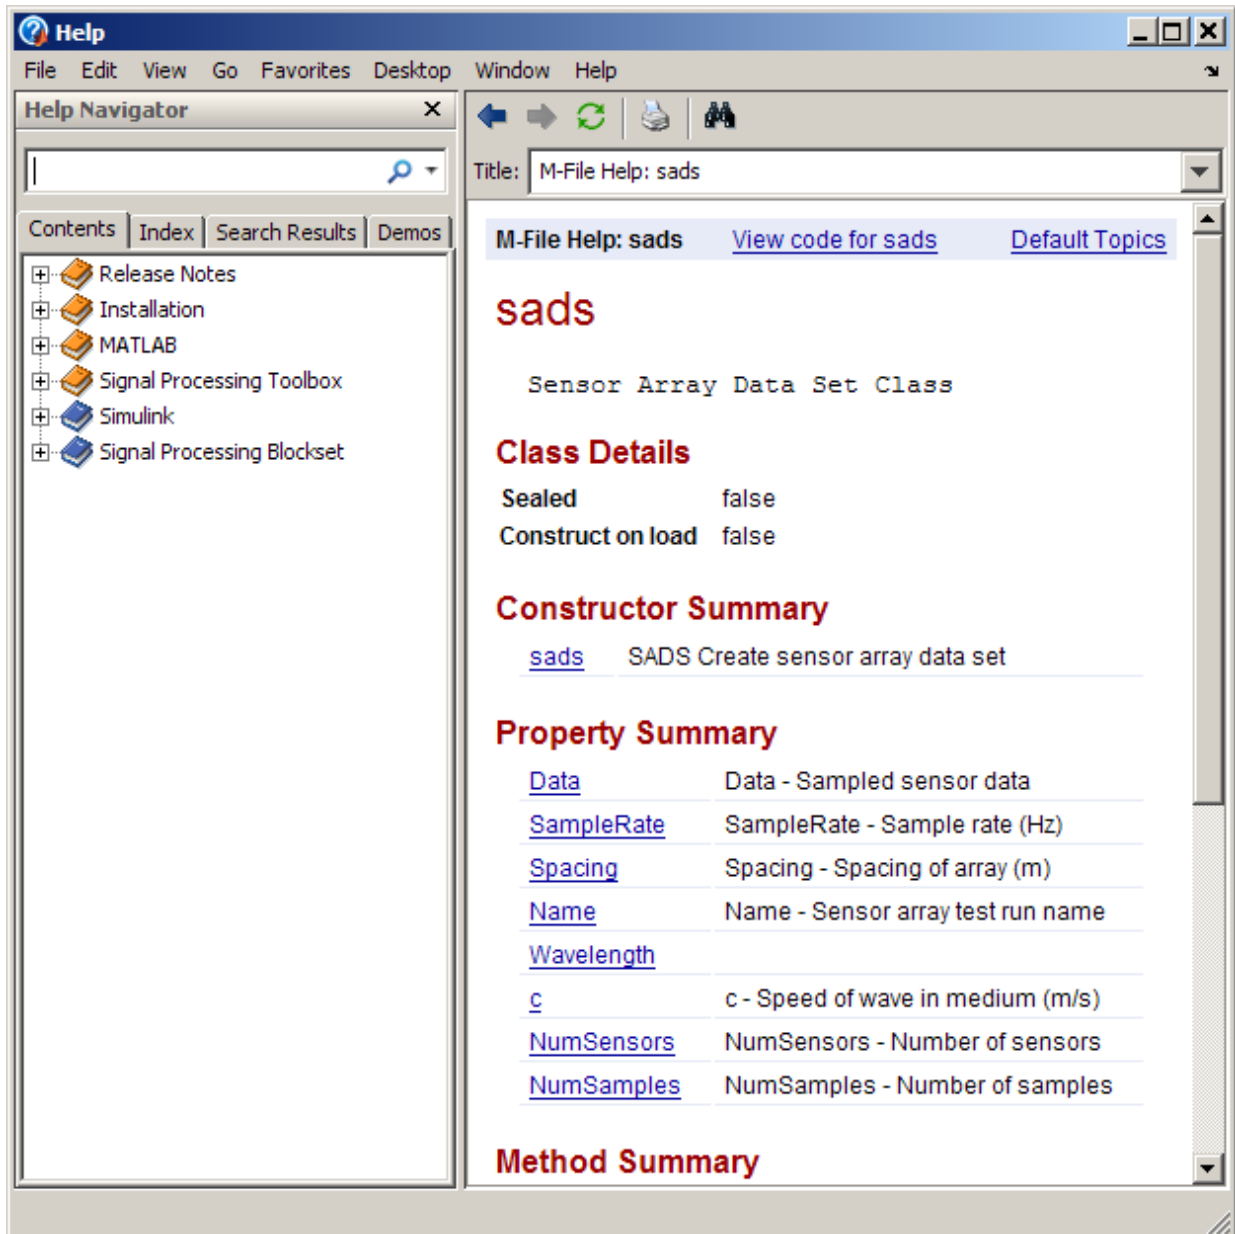 Help
File Edit View Go Favorites Desktop Window Help
Help Navigator
Contents Index Search Results Demos
Release Notes
Installation
MATLAB
Signal Processing Toolbox
Simulink
Signal Processing Blockset
Title: M-File Help: sads
M-File Help: sads View code for sads Default Topics
sads
Sensor Array Data Set Class
Class Details
Sealed false
Construct on load false
Constructor Summary
sads SADS Create sensor array data set
Property Summary
Data Data - Sampled sensor data
SampleRate SampleRate - Sample rate (Hz)
Spacing Spacing - Spacing of array (m)
Name Name - Sensor array test run name
Wavelength
c c - Speed of wave in medium (m/s)
NumSensors NumSensors - Number of sensors
NumSamples NumSamples - Number of samples
Method Summary